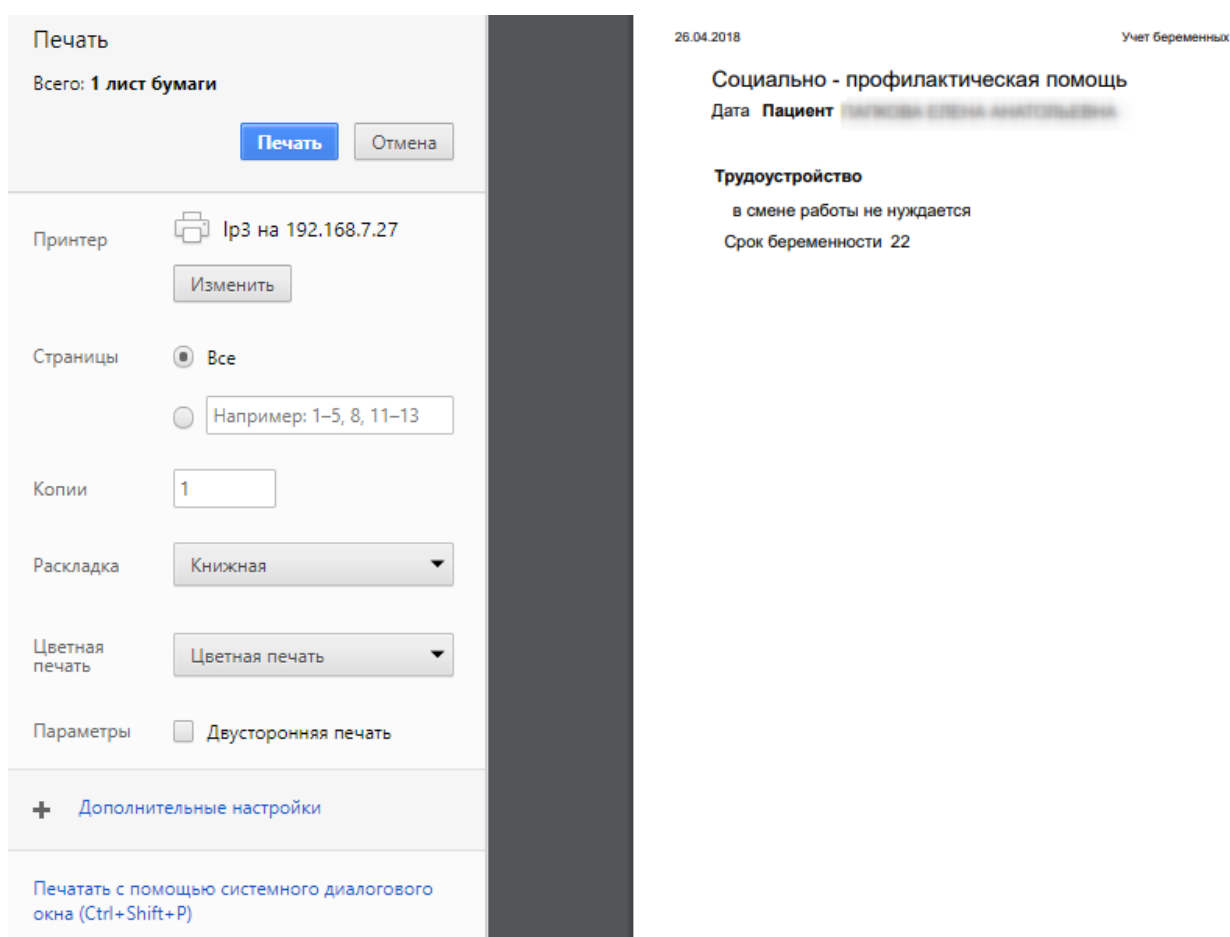 Печать
Всего: 1 лист бумаги
Печать
Отмена
Принтер
lp3 на 192.168.7.27
Изменить
Страницы
Все
Например: 1–5, 8, 11–13
Копии
1
Раскладка
Книжная
Цветная
печать
Цветная печать
Параметры
Двусторонняя печать
Дополнительные настройки
Печатать с помощью системного диалогового
окна (Ctrl+Shift+P)
26.04.2018
Учет беременных
Социально - профилактическая помощь
Дата Пациент
Трудоустройство
в смене работы не нуждается
Срок беременности 22